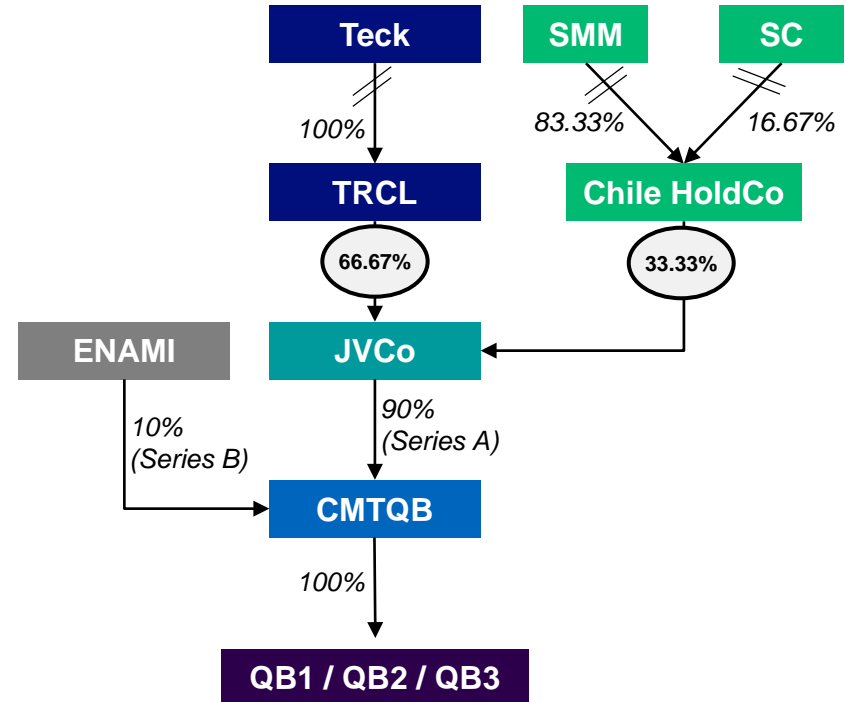 Teck
SMM
SC
100%
83.33%
16.67%
TRCL
Chile HoldCo
66.67%
33.33%
ENAMI
JVCo
10%
(Series B)
90%
(Series A)
CMTQB
100%
QB1 / QB2 / QB3